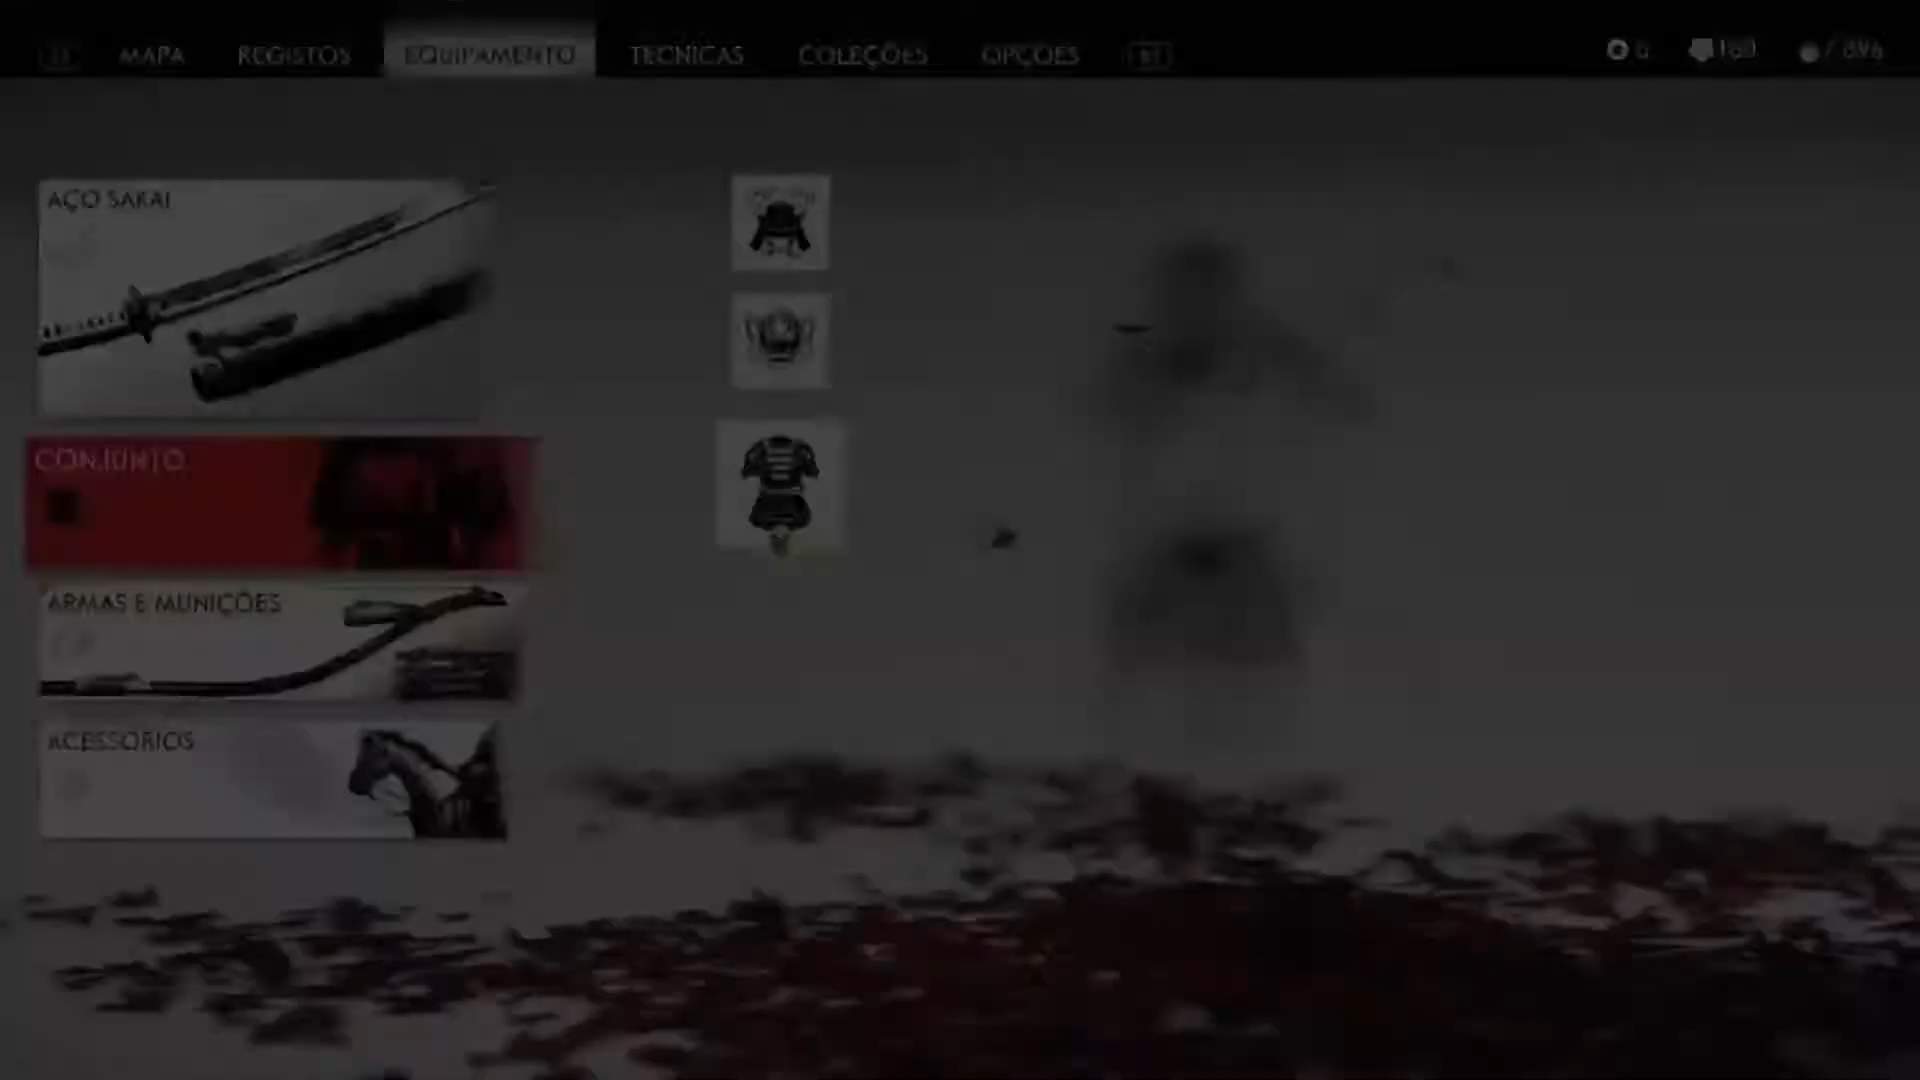 MAPA
REGISTOS
EQUIPAMENTO
TÉCNICAS
COLEÇÕES
OPÇÕES
AÇO SAKAI
CONJUNTO
ARMAS E MUNIÇÕES
ACESSÓRIOS